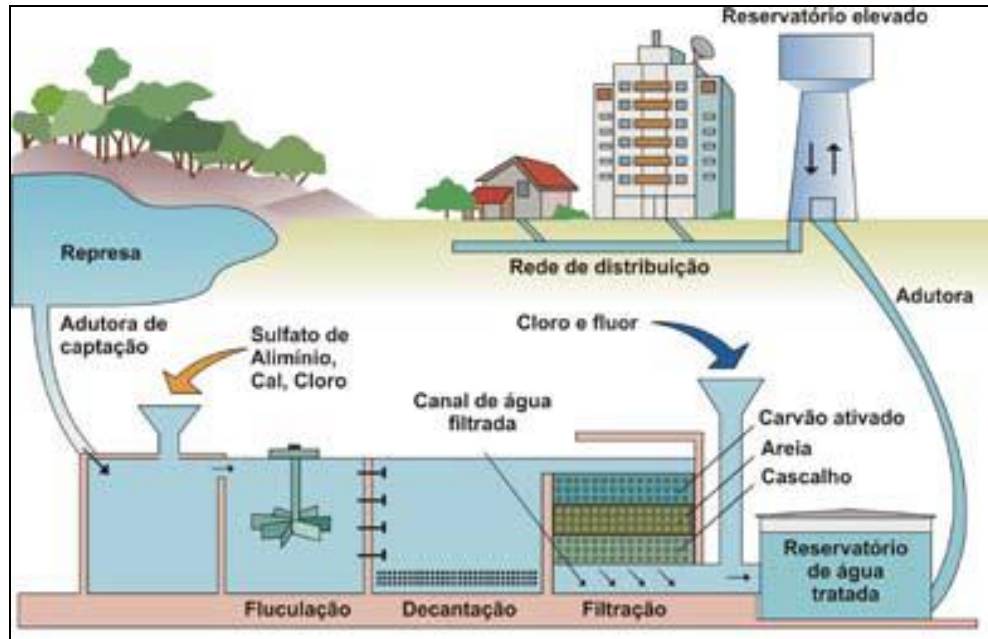 Reservatório elevado
Represa
Rede de distribuição
Adutora
Adutora de
captação
Sulfato de
Alimínio,
Cal, Cloro
Cloro e fluor
Canal de água
filtrada
Carvão ativado
Areia
Cascalho
Reservatório
de água
tratada
Fluculação
Decantação
Filtração